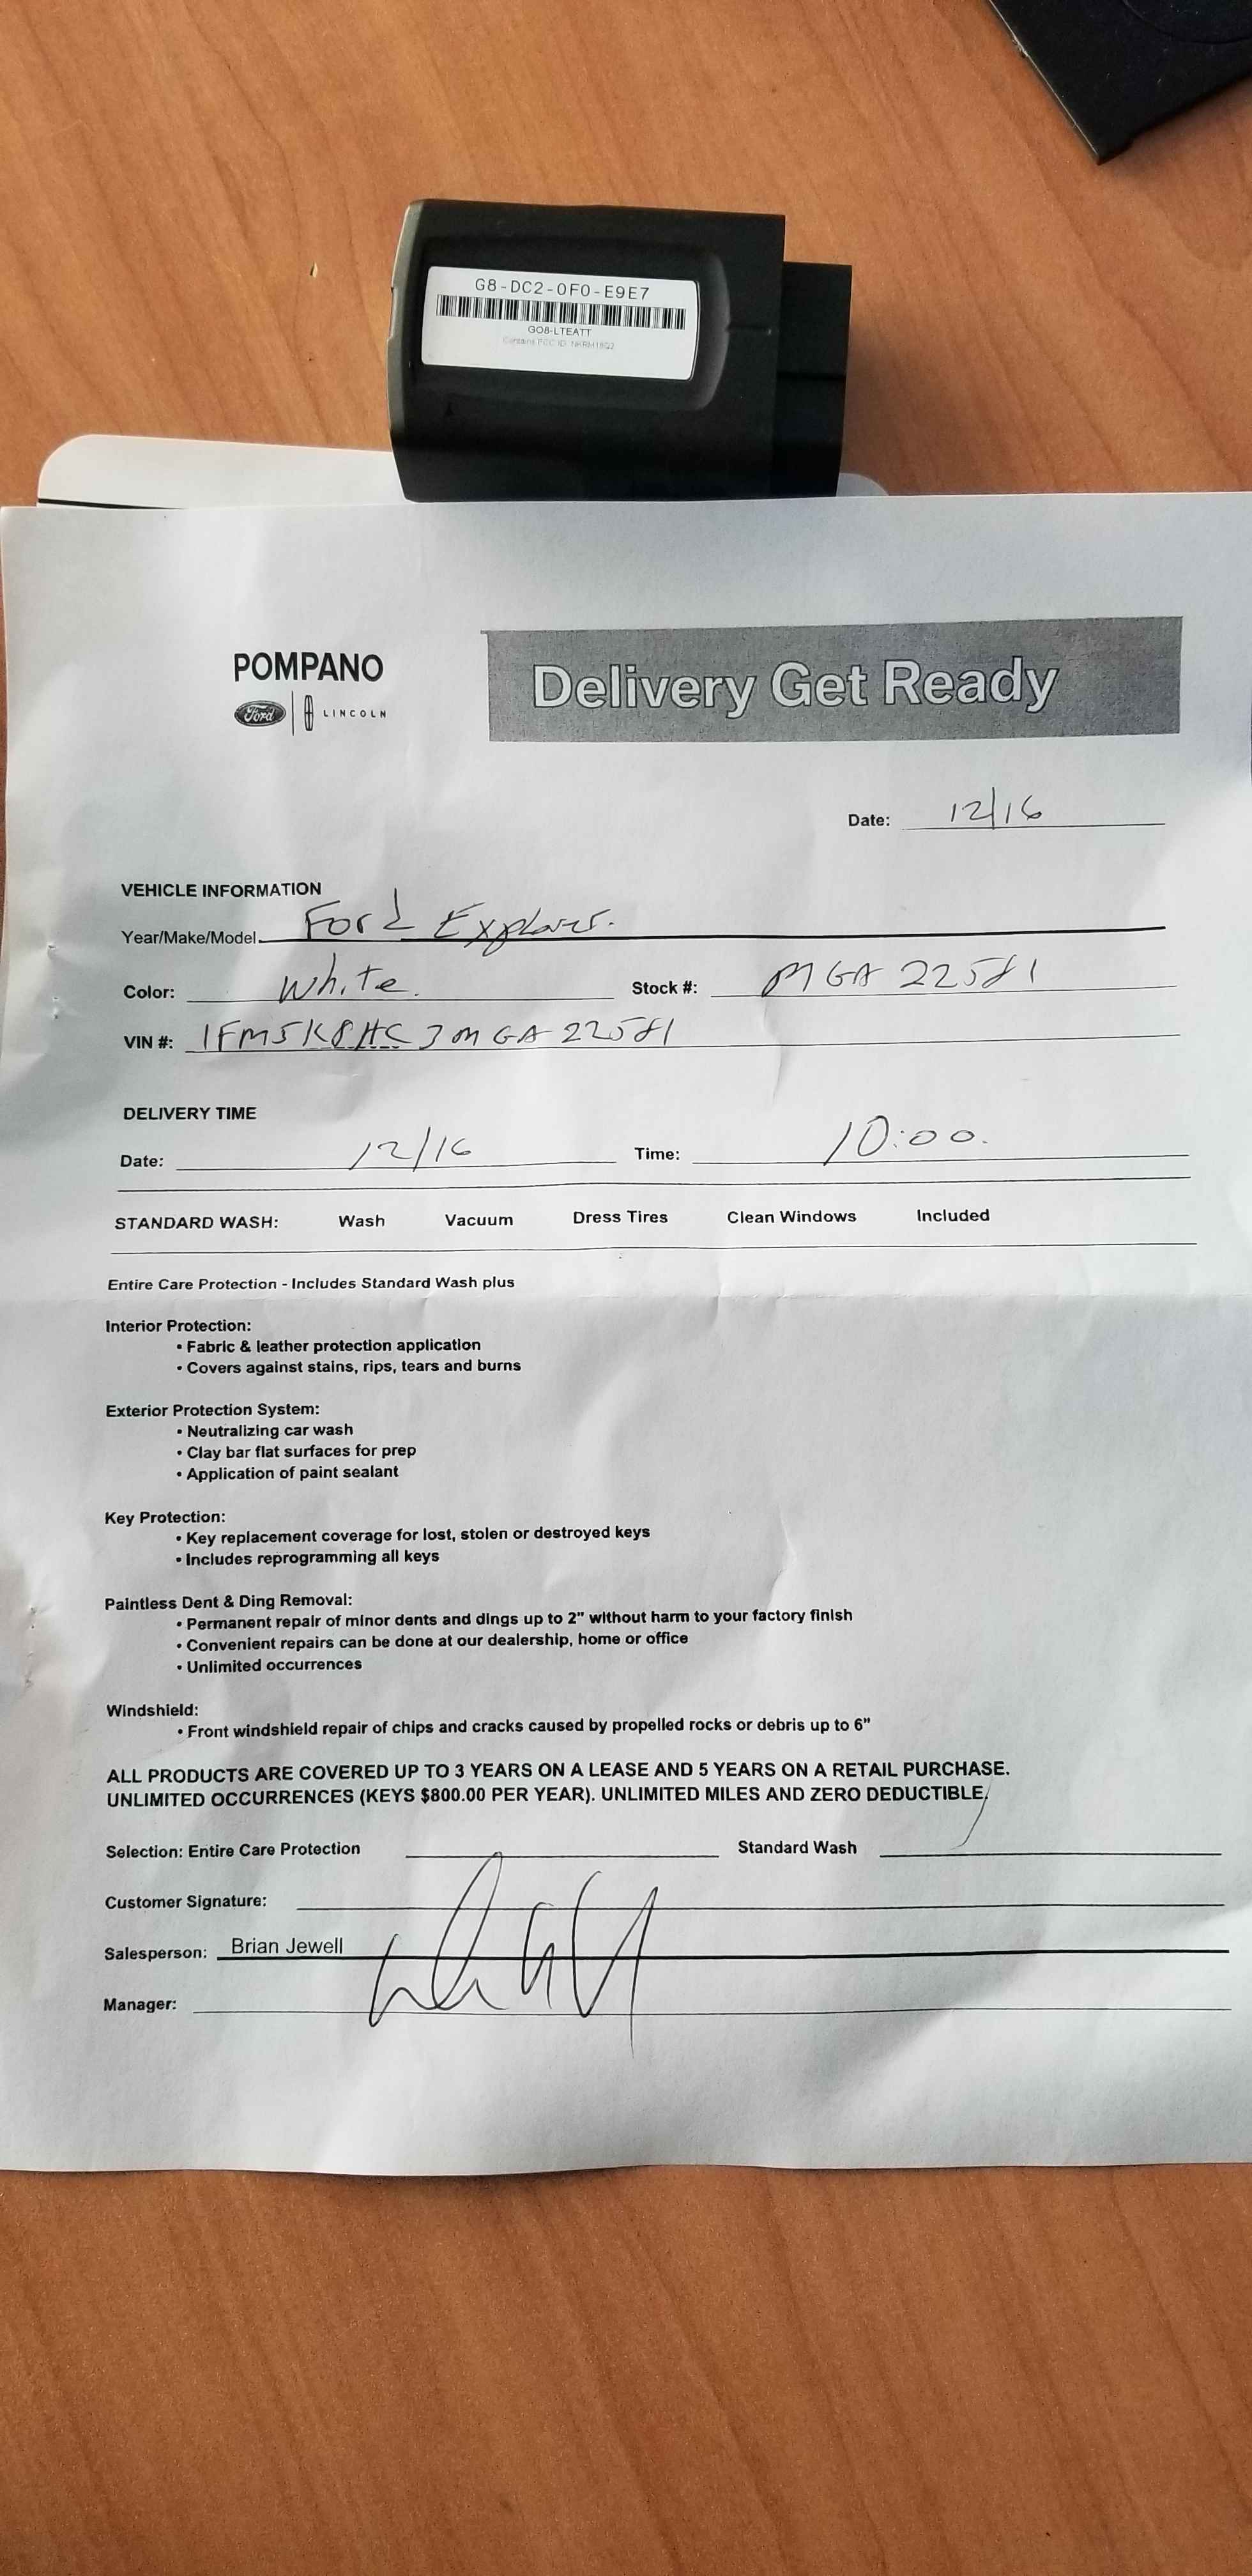 G8-DC2-0F0-E9E7
GO8-LTEATT
Contains FCC ID: NKRM18Q2
POMPANO
Ford LINCOLN
Delivery Get Ready
Date: 12/16
VEHICLE INFORMATION
Year/Make/Model Ford Explorer.
Color: White. Stock #: MGA 22581
VIN #: 1FM5K8HC3MGA22581
DELIVERY TIME
Date: 12/16 Time: 10:00.
STANDARD WASH: Wash Vacuum Dress Tires Clean Windows Included
Entire Care Protection - Includes Standard Wash plus
Interior Protection:
• Fabric & leather protection application
• Covers against stains, rips, tears and burns
Exterior Protection System:
• Neutralizing car wash
• Clay bar flat surfaces for prep
• Application of paint sealant
Key Protection:
• Key replacement coverage for lost, stolen or destroyed keys
• Includes reprogramming all keys
Paintless Dent & Ding Removal:
• Permanent repair of minor dents and dings up to 2" without harm to your factory finish
• Convenient repairs can be done at our dealership, home or office
• Unlimited occurrences
Windshield:
• Front windshield repair of chips and cracks caused by propelled rocks or debris up to 6"
ALL PRODUCTS ARE COVERED UP TO 3 YEARS ON A LEASE AND 5 YEARS ON A RETAIL PURCHASE.
UNLIMITED OCCURRENCES (KEYS $800.00 PER YEAR). UNLIMITED MILES AND ZERO DEDUCTIBLE.
Selection: Entire Care Protection Standard Wash
Customer Signature:
Salesperson: Brian Jewell
Manager: